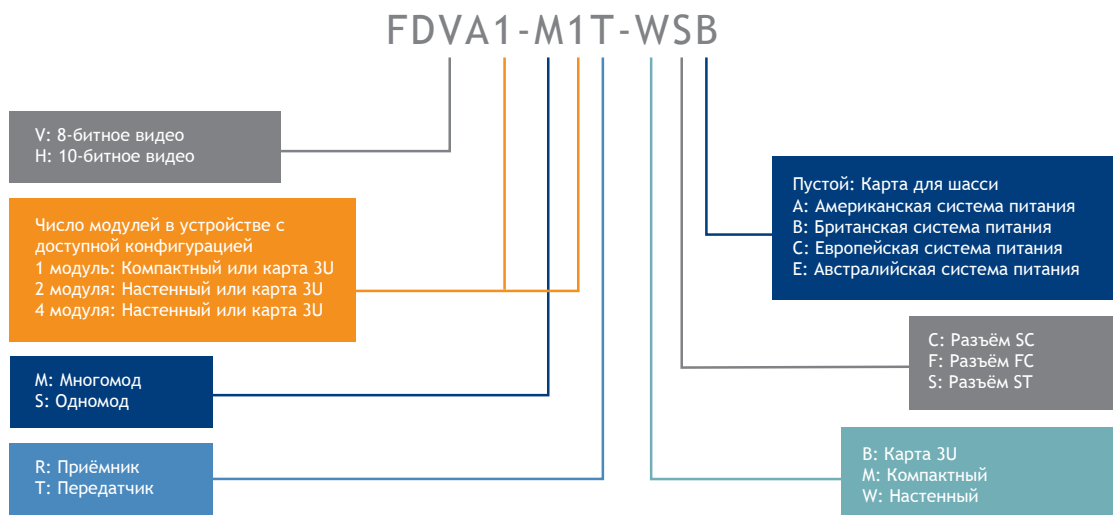 FDVA1-M1T-WSB
V: 8-битное видео
H: 10-битное видео
Число модулей в устройстве с
доступной конфигурацией
1 модуль: Компактный или карта 3U
2 модуля: Настенный или карта 3U
4 модуля: Настенный или карта 3U
M: Многомод
S: Одномод
R: Приёмник
T: Передатчик
Пустой: Карта для шасси
A: Американская система питания
B: Британская система питания
C: Европейская система питания
E: Австралийская система питания
C: Разъём SC
F: Разъём FC
S: Разъём ST
B: Карта 3U
M: Компактный
W: Настенный